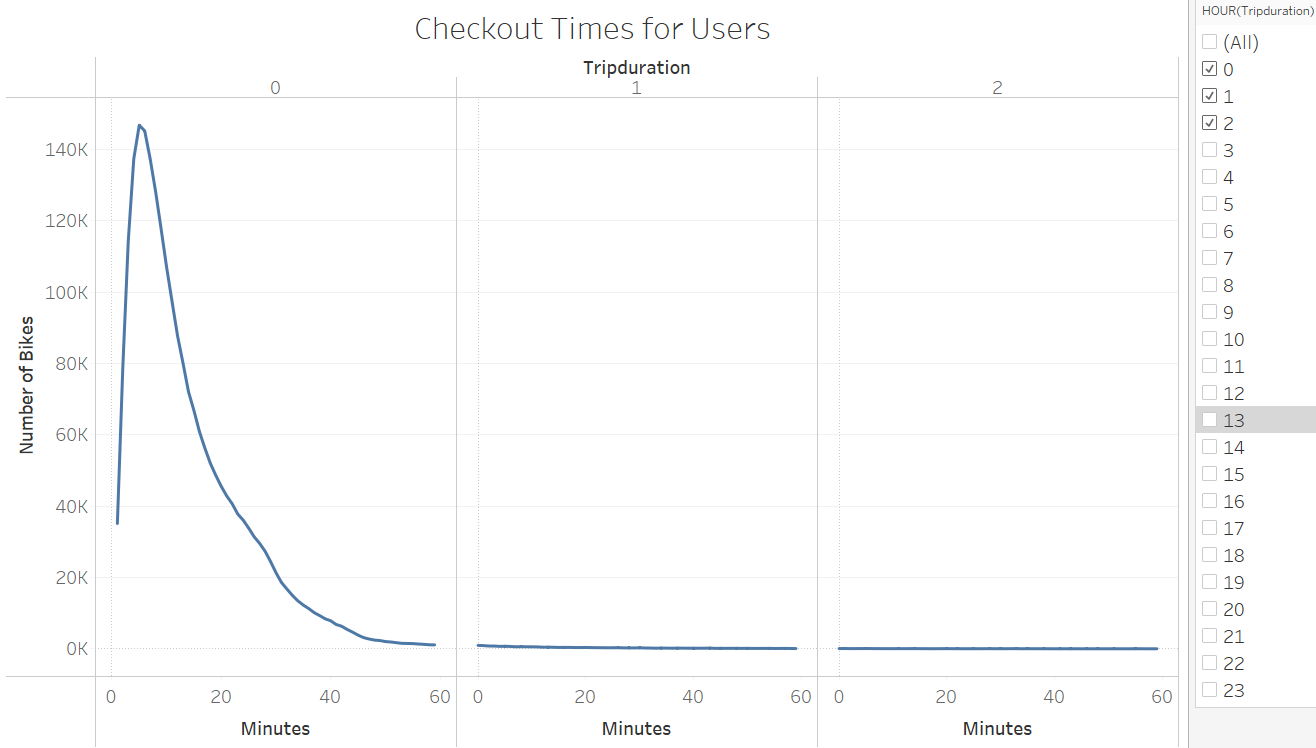 Checkout Times for Users
Tripduration
0 1 2
140K
120K
100K
80K
60K
40K
20K
0K
Number of Bikes
0 20 40 60 0 20 40 60 0 20 40 60
Minutes Minutes Minutes
HOUR(Tripduration)
(All)
0
1
2
3
4
5
6
7
8
9
10
11
12
13
14
15
16
17
18
19
20
21
22
23